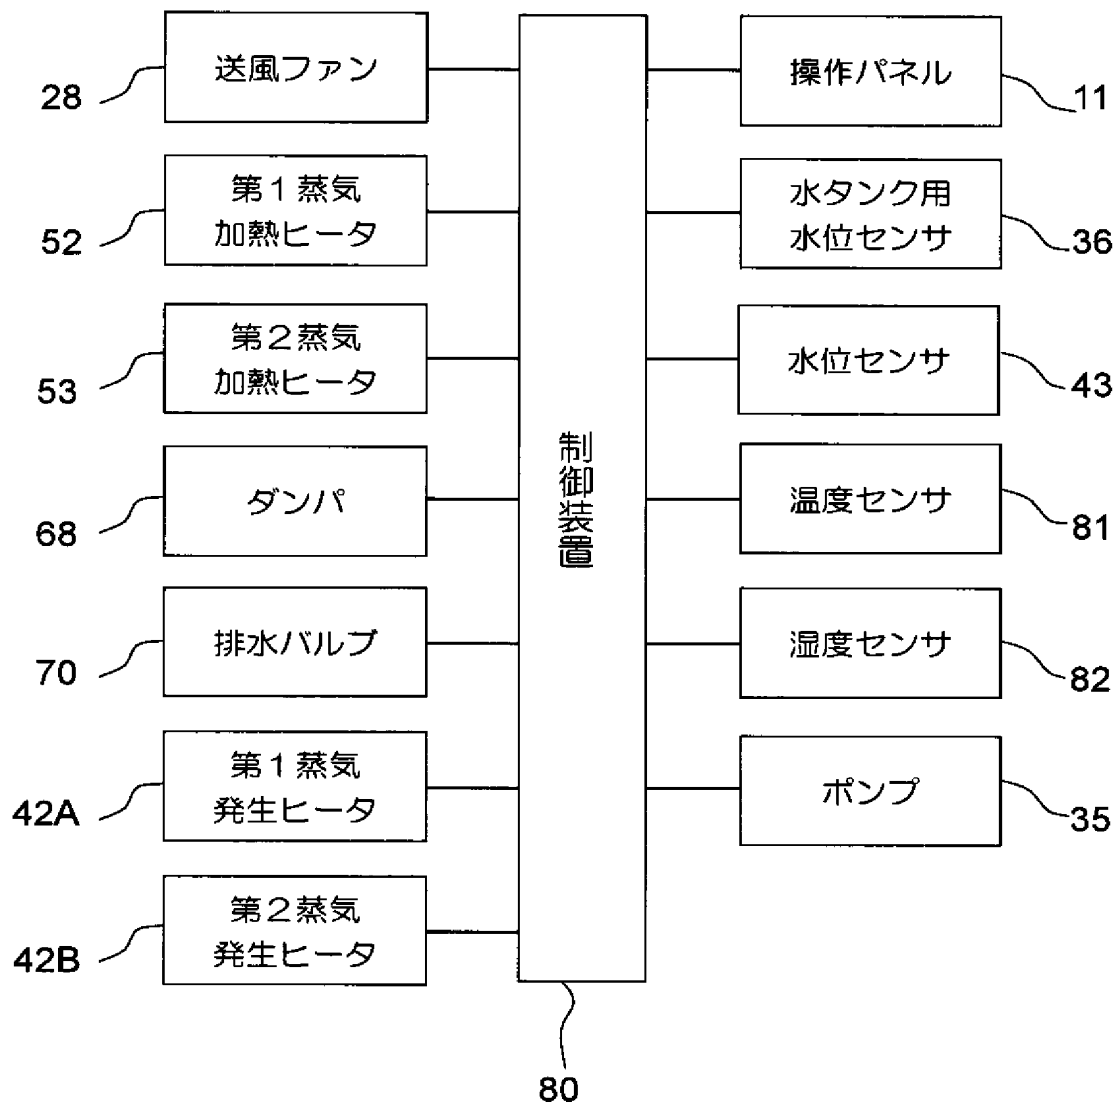 送風ファン
28
第１蒸気
加熱ヒータ
52
第２蒸気
加熱ヒータ
53
ダンパ
68
排水バルブ
70
第１蒸気
発生ヒータ
42A
第２蒸気
発生ヒータ
42B
制御装置
80
操作パネル
11
水タンク用
水位センサ
36
水位センサ
43
温度センサ
81
湿度センサ
82
ポンプ
35